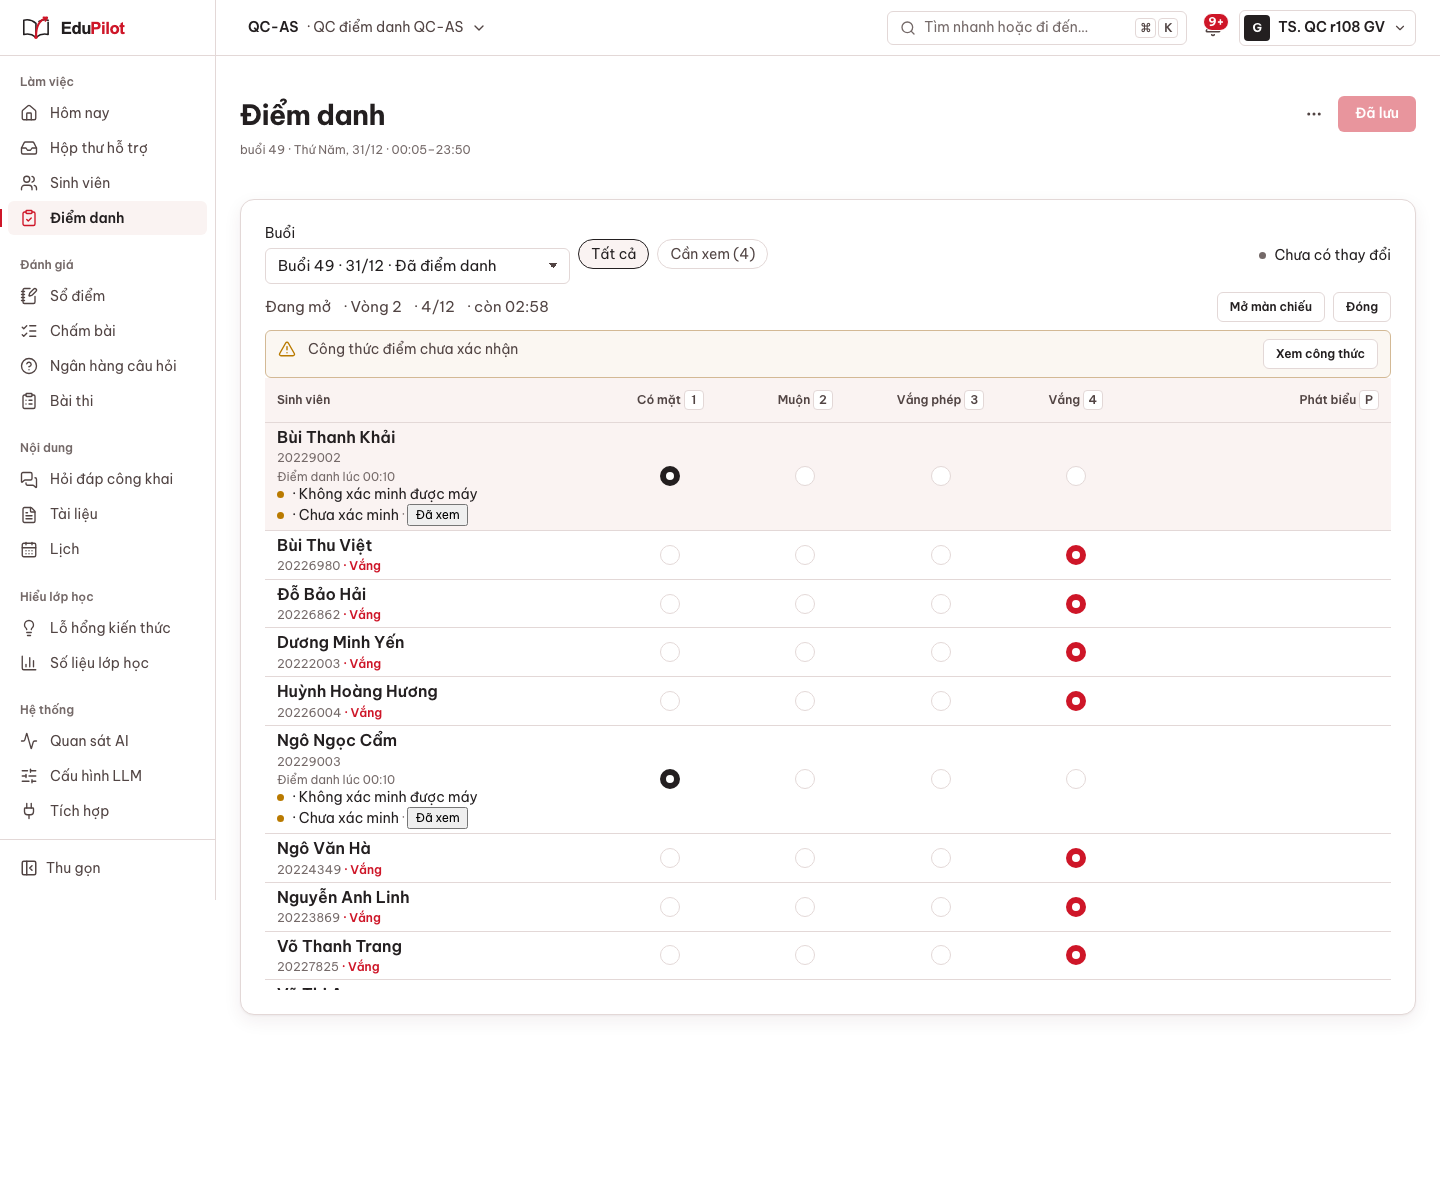 EduPilot
QC-AS · QC điểm danh QC-AS
Tìm nhanh hoặc đi đến... ⌘ K
9+
G TS. QC r108 GV
Làm việc
Hôm nay
Hộp thư hỗ trợ
Sinh viên
Điểm danh
Đánh giá
Sổ điểm
Chấm bài
Ngân hàng câu hỏi
Bài thi
Nội dung
Hỏi đáp công khai
Tài liệu
Lịch
Hiểu lớp học
Lỗ hổng kiến thức
Số liệu lớp học
Hệ thống
Quan sát AI
Cấu hình LLM
Tích hợp
Thu gọn
Điểm danh
Đã lưu
buổi 49 · Thứ Năm, 31/12 · 00:05–23:50
Buổi
Buổi 49 · 31/12 · Đã điểm danh
Tất cả
Cần xem (4)
Chưa có thay đổi
Đang mở · Vòng 2 · 4/12 · còn 02:58
Mở màn chiếu
Đóng
Công thức điểm chưa xác nhận
Xem công thức
Sinh viên Có mặt 1 Muộn 2 Vắng phép 3 Vắng 4 Phát biểu P
Bùi Thanh Khải
20229002
Điểm danh lúc 00:10
· Không xác minh được máy
· Chưa xác minh · Đã xem
Bùi Thu Việt
20226980 · Vắng
Đỗ Bảo Hải
20226862 · Vắng
Dương Minh Yến
20222003 · Vắng
Huỳnh Hoàng Hương
20226004 · Vắng
Ngô Ngọc Cẩm
20229003
Điểm danh lúc 00:10
· Không xác minh được máy
· Chưa xác minh · Đã xem
Ngô Văn Hà
20224349 · Vắng
Nguyễn Anh Linh
20223869 · Vắng
Võ Thanh Trang
20227825 · Vắng